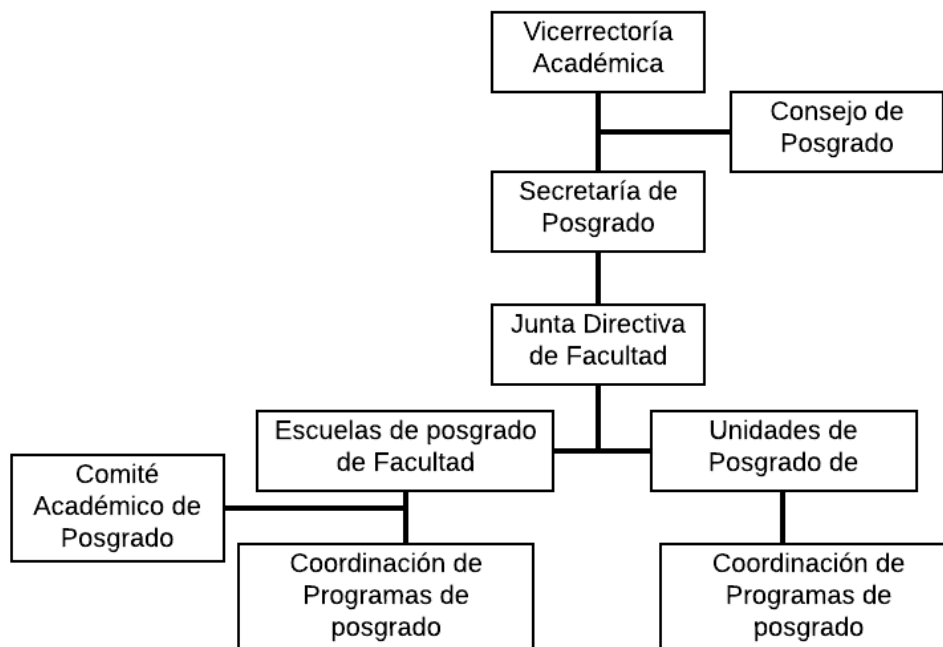 Vicerrectoría
Académica
Consejo de
Posgrado
Secretaría de
Posgrado
Junta Directiva
de Facultad
Escuelas de posgrado
de Facultad
Unidades de
Posgrado de
Comité
Académico de
Posgrado
Coordinación de
Programas de
posgrado
Coordinación de
Programas de
posgrado